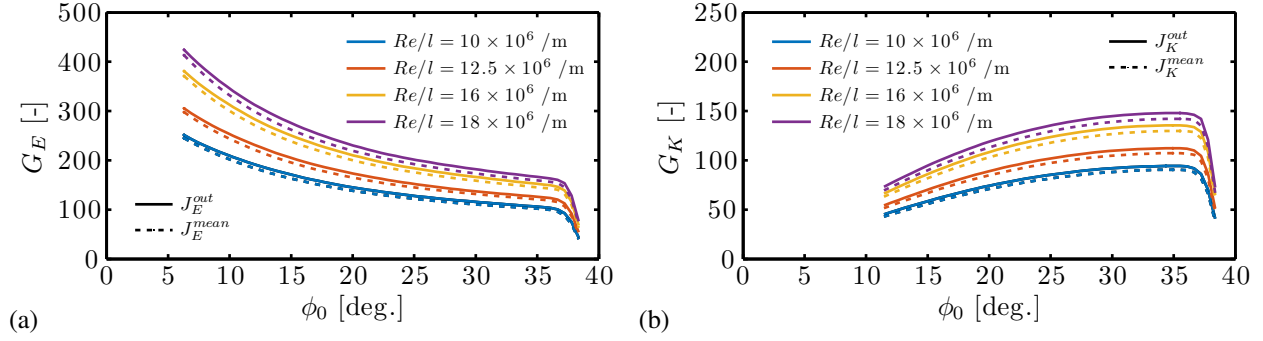 500
400
300
200
100
0
G_E [-]
Re/l = 10 × 10^6 /m
Re/l = 12.5 × 10^6 /m
Re/l = 16 × 10^6 /m
Re/l = 18 × 10^6 /m
J_E^{out}
J_E^{mean}
0 5 10 15 20 25 30 35 40
ϕ_0 [deg.]
(a)
250
200
150
100
50
0
G_K [-]
Re/l = 10 × 10^6 /m
Re/l = 12.5 × 10^6 /m
Re/l = 16 × 10^6 /m
Re/l = 18 × 10^6 /m
J_K^{out}
J_K^{mean}
0 5 10 15 20 25 30 35 40
ϕ_0 [deg.]
(b)